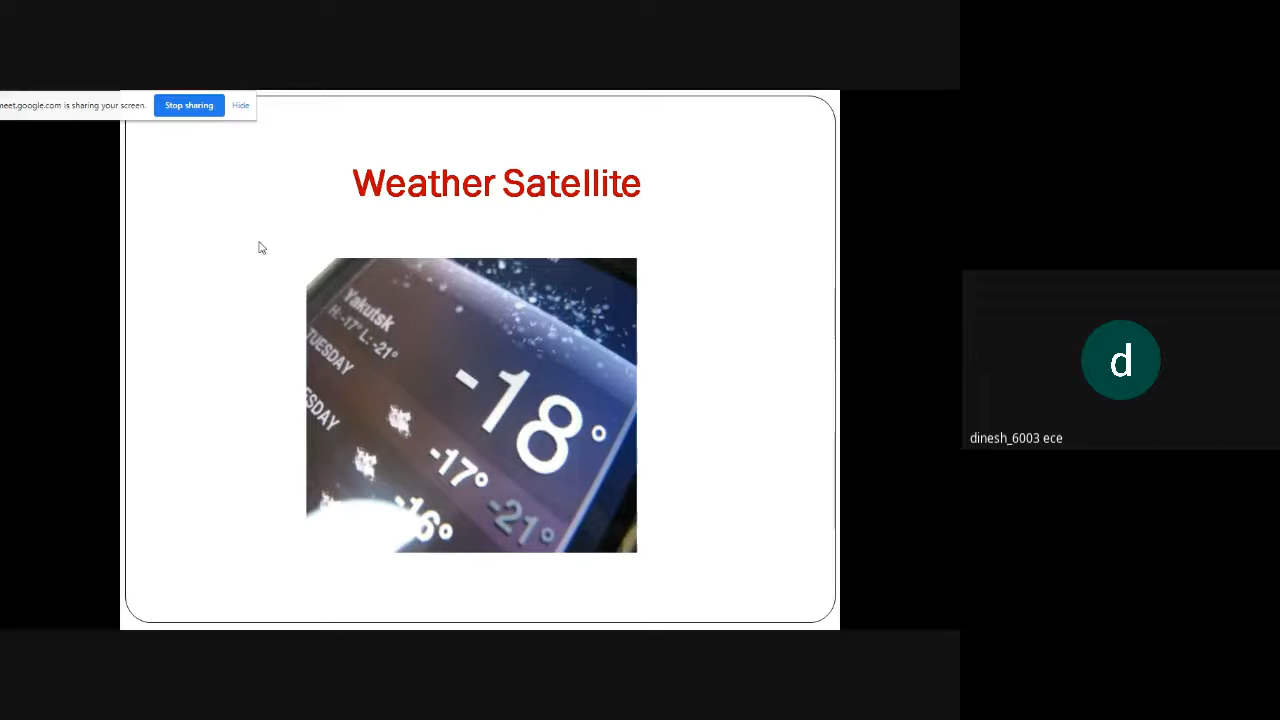 meet.google.com is sharing your screen. Stop sharing Hide
Weather Satellite
Yakutsk
H:-17° L: -21°
-18°
TUESDAY
-17° -21°
SDAY
-16°
d
dinesh_6003 ece